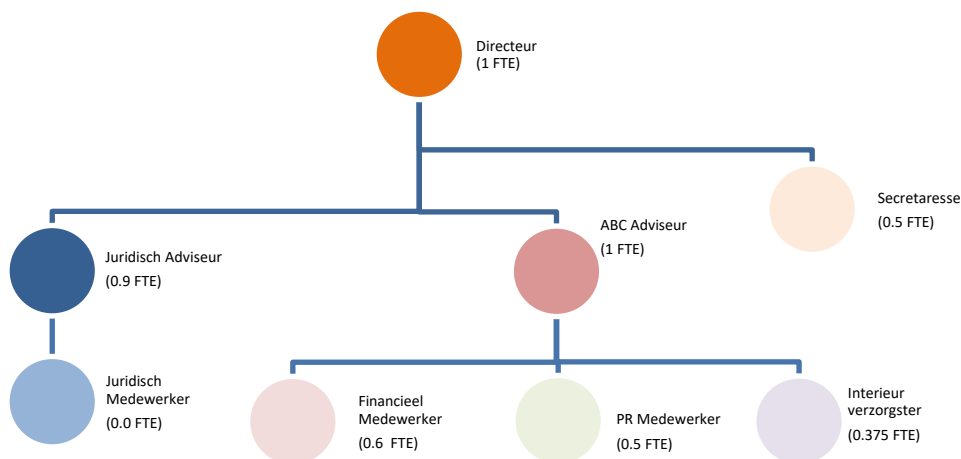 Directeur
(1 FTE)
Secretaresse
(0.5 FTE)
ABC Adviseur
(1 FTE)
Juridisch Adviseur
(0.9 FTE)
Juridisch
Medewerker
(0.0 FTE)
Financieel
Medewerker
(0.6 FTE)
PR Medewerker
(0.5 FTE)
Interieur
verzorgster
(0.375 FTE)